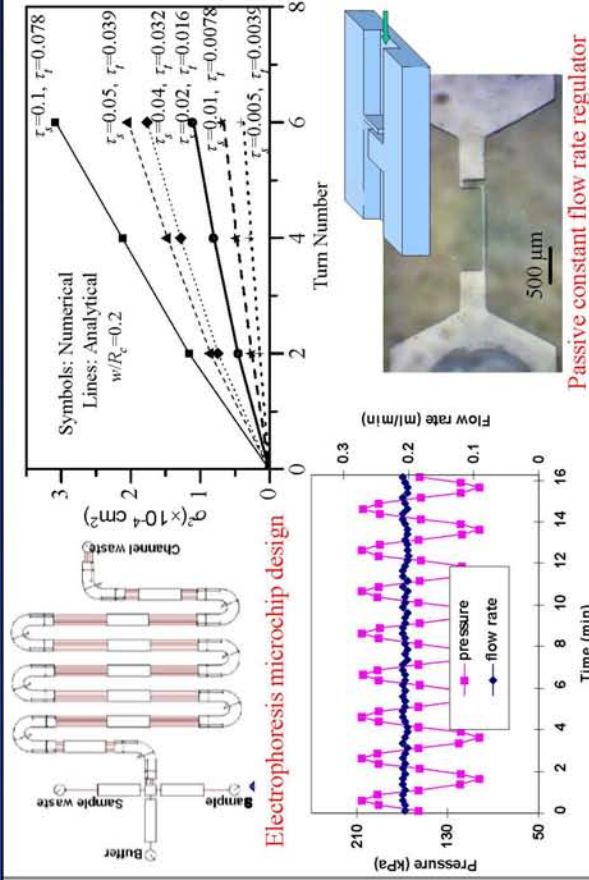 Buffer
Sample waste
Sample
Channel waste
Electrophoresis microchip design
σ²(×10⁻⁴ cm²)
3
2
1
0
Symbols: Numerical
Lines: Analytical
w/R_c=0.2
τ_s=0.1, τ_t=0.078
τ_s=0.05, τ_t=0.039
τ_s=0.04, τ_t=0.032
τ_s=0.02, τ_t=0.016
τ_s=0.01, τ_t=0.0078
τ_s=0.005, τ_t=0.0039
0 2 4 6 8
Turn Number
Pressure (kPa)
210
130
50
pressure
flow rate
0 2 4 6 8 10 12 14 16
Time (min)
0.3
0.2
0.1
0
Flow rate (ml/min)
500 μm
Passive constant flow rate regulator